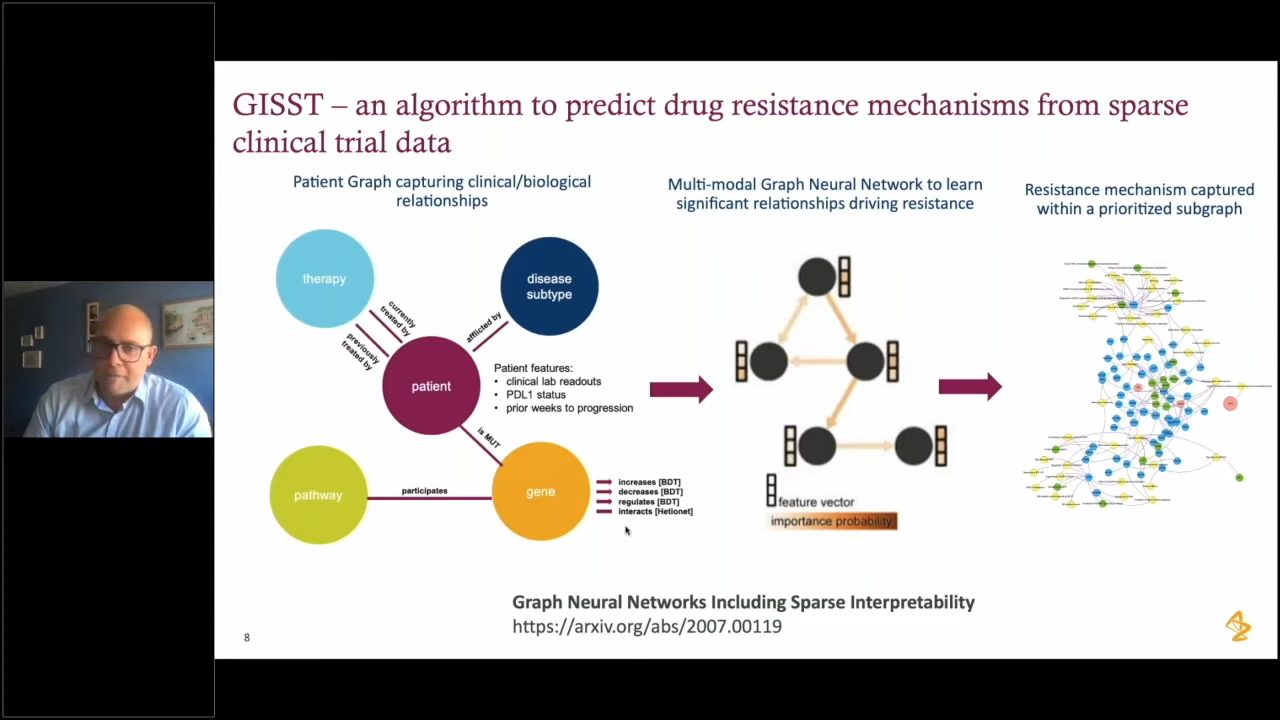 GISST – an algorithm to predict drug resistance mechanisms from sparse
clinical trial data
Patient Graph capturing clinical/biological
relationships
therapy
disease
subtype
currently
treated by
previously
treated by
afflicted by
patient
Patient features:
• clinical lab readouts
• PDL1 status
• prior weeks to progression
is MUT
pathway
participates
gene
increases [BDT]
decreases [BDT]
regulates [BDT]
interacts [Hetionet]
Multi-modal Graph Neural Network to learn
significant relationships driving resistance
feature vector
importance probability
Resistance mechanism captured
within a prioritized subgraph
Graph Neural Networks Including Sparse Interpretability
https://arxiv.org/abs/2007.00119
8